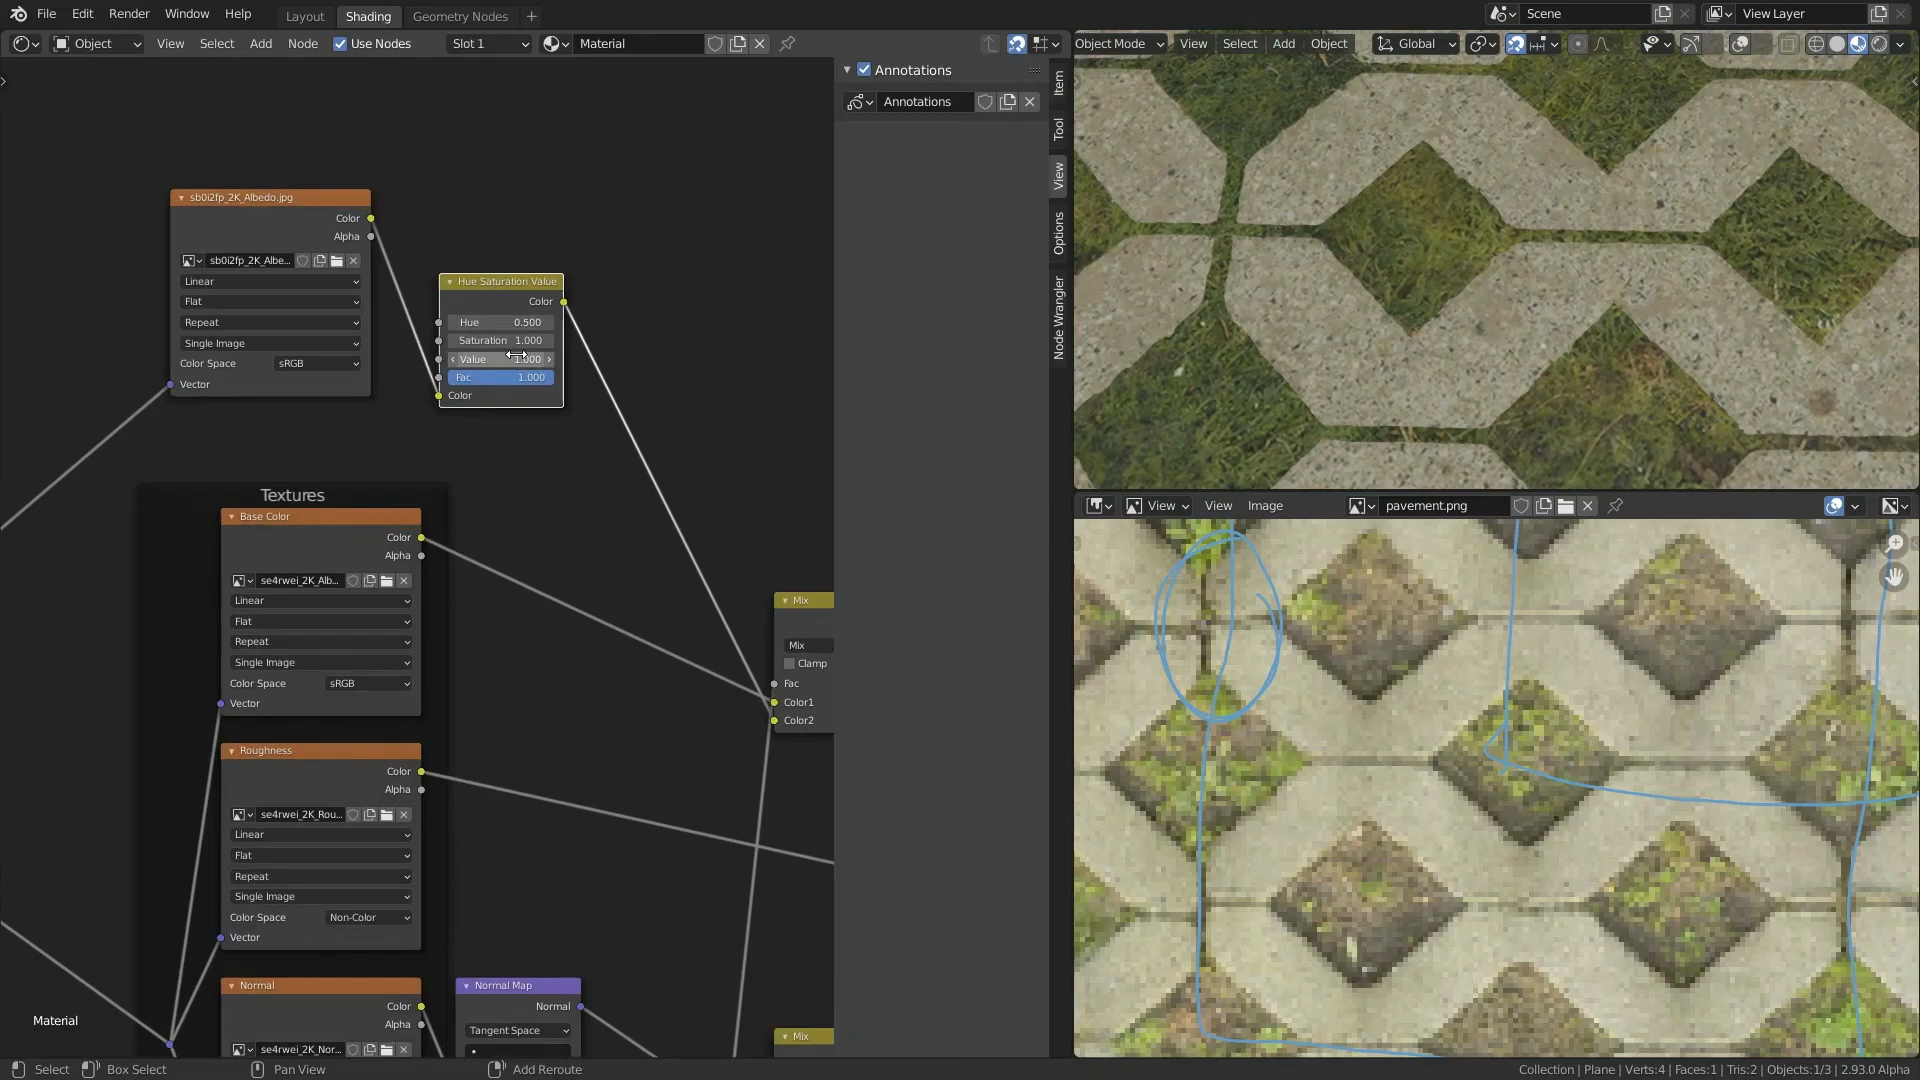 File Edit Render Window Help Layout Shading Geometry Nodes + Scene View Layer
Object View Select Add Node Use Nodes Slot 1 Material Object Mode View Select Add Object Global
Annotations
Annotations
Item
Tool
View
Options
Node Wrangler
sb0i2fp_2K_Albedo.jpg
Color
Alpha
sb0i2fp_2K_Albe...
Linear
Flat
Repeat
Single Image
Color Space sRGB
Vector
Hue Saturation Value
Color
Hue 0.500
Saturation 1.000
Value 1.000
Fac 1.000
Color
View View Image pavement.png
Textures
Base Color
Color
Alpha
se4rwei_2K_Alb...
Linear
Flat
Repeat
Single Image
Color Space sRGB
Vector
Mix
Mix
Clamp
Fac
Color1
Color2
Roughness
Color
Alpha
se4rwei_2K_Rou...
Linear
Flat
Repeat
Single Image
Color Space Non-Color
Vector
Normal
Color
Alpha
se4rwei_2K_Nor...
Normal Map
Normal
Tangent Space
Mix
Material
Select Box Select Pan View Add Reroute Collection | Plane | Verts:4 | Faces:1 | Tris:2 | Objects:1/3 | 2.93.0 Alpha